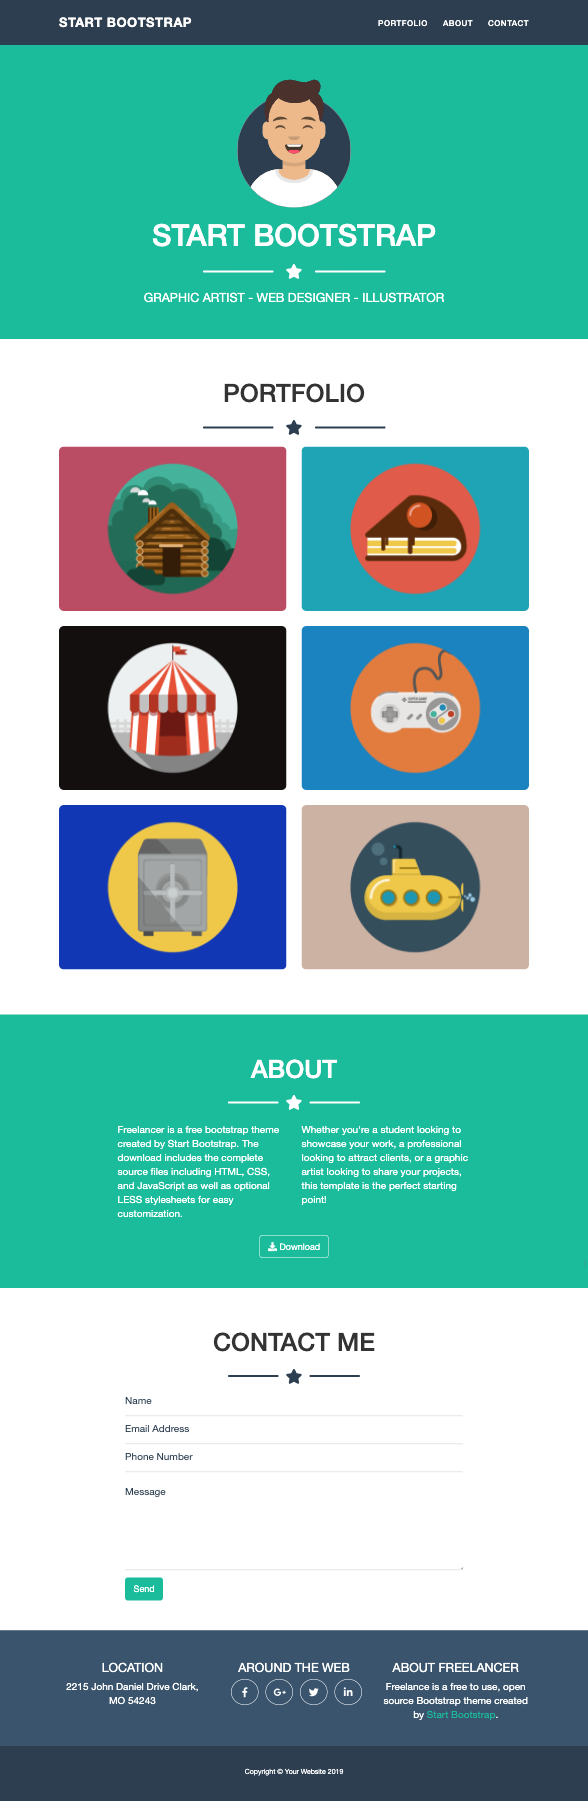 START BOOTSTRAP
PORTFOLIO
ABOUT
CONTACT
START BOOTSTRAP
GRAPHIC ARTIST - WEB DESIGNER - ILLUSTRATOR
PORTFOLIO
ABOUT
Freelancer is a free bootstrap theme
created by Start Bootstrap. The
download includes the complete
source files including HTML, CSS,
and JavaScript as well as optional
LESS stylesheets for easy
customization.
Whether you're a student looking to
showcase your work, a professional
looking to attract clients, or a graphic
artist looking to share your projects,
this template is the perfect starting
point!
Download
CONTACT ME
Name
Email Address
Phone Number
Message
Send
LOCATION
2215 John Daniel Drive Clark,
MO 54243
AROUND THE WEB
ABOUT FREELANCER
Freelance is a free to use, open
source Bootstrap theme created
by Start Bootstrap.
Copyright © Your Website 2019